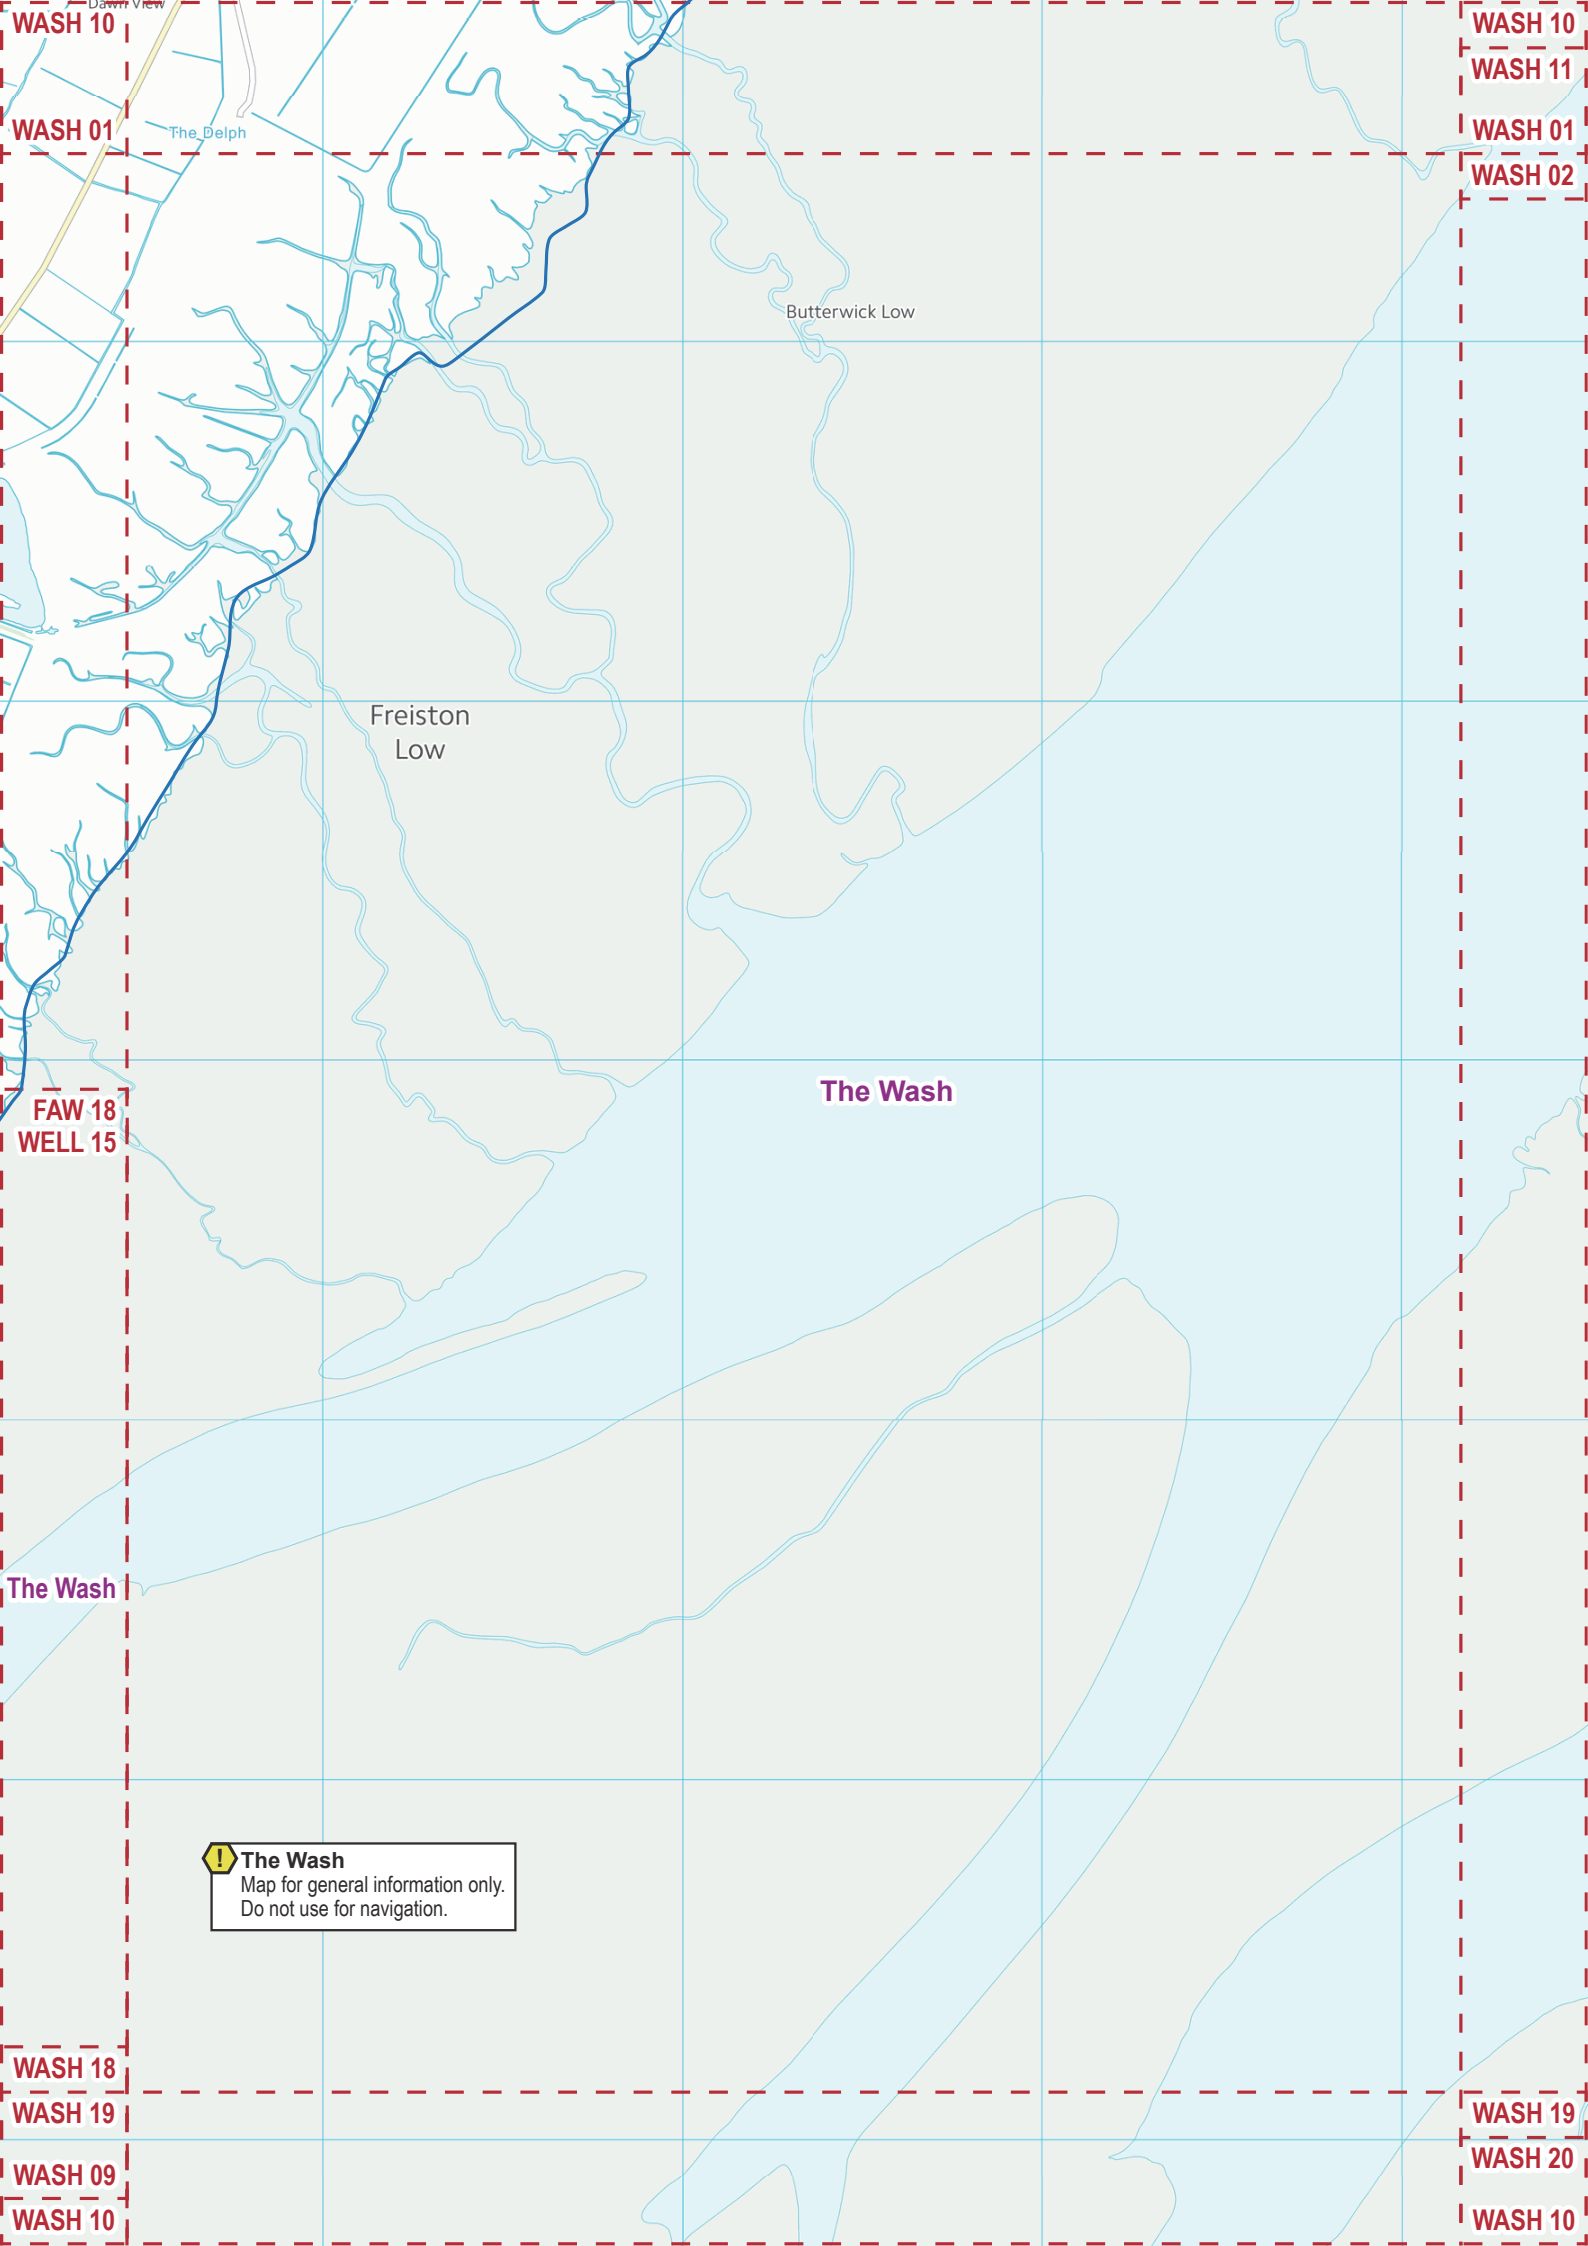 Dawn View
WASH 10
WASH 10
WASH 11
WASH 01
The Delph
WASH 01
WASH 02
Butterwick Low
Freiston
Low
The Wash
FAW 18
WELL 15
The Wash
! The Wash
Map for general information only.
Do not use for navigation.
WASH 18
WASH 19
WASH 19
WASH 20
WASH 09
WASH 10
WASH 10